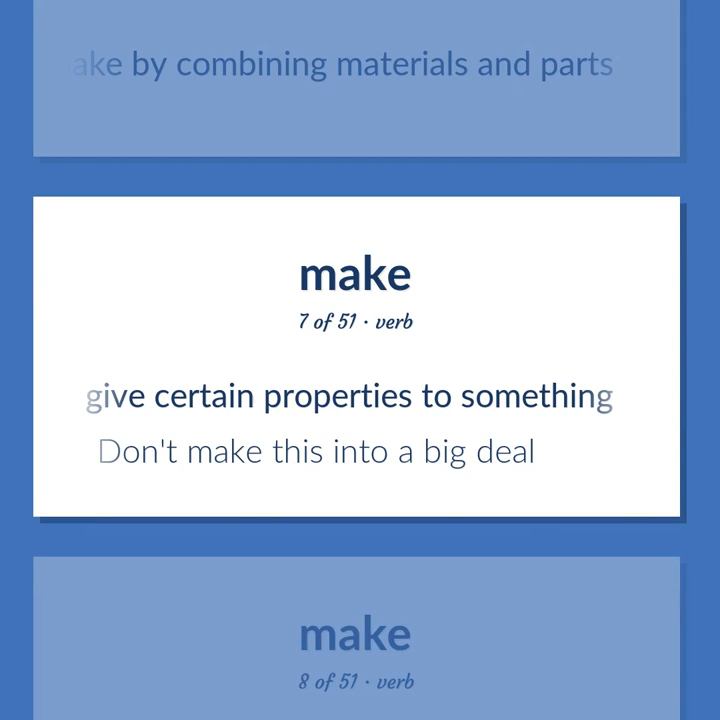 ake by combining materials and parts
make
7 of 51 · verb
give certain properties to something
Don't make this into a big deal
make
8 of 51 · verb